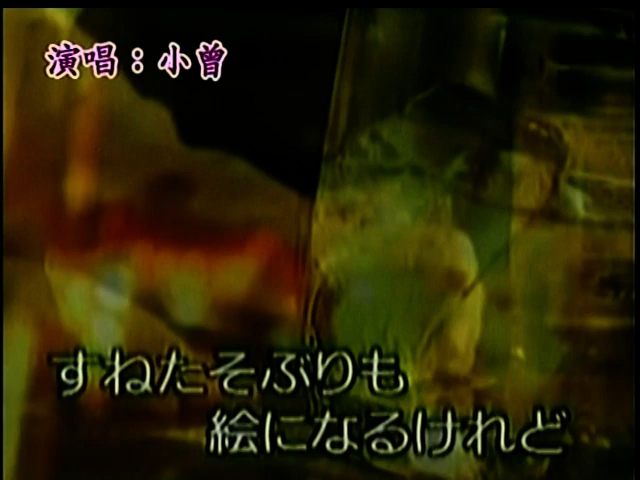 演唱：小曾
すねたそぶりも
絵になるけれど